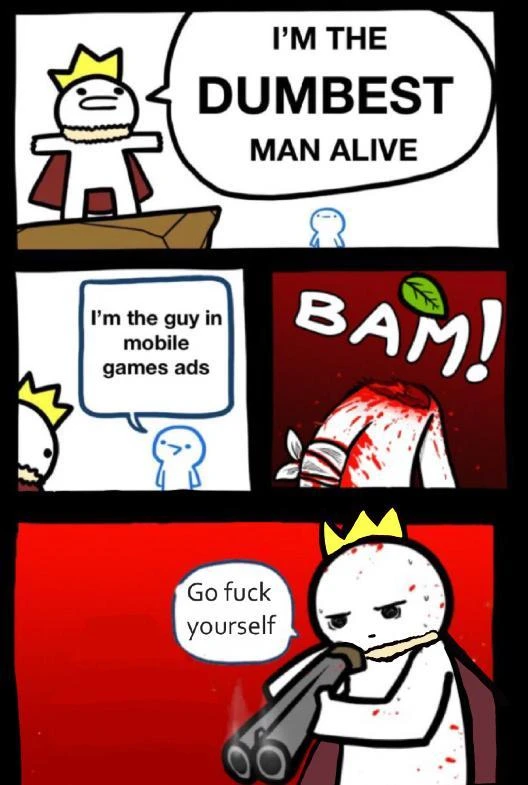 I'M THE
DUMBEST
MAN ALIVE
I'm the guy in
mobile
games ads
BAM!
Go fuck
yourself